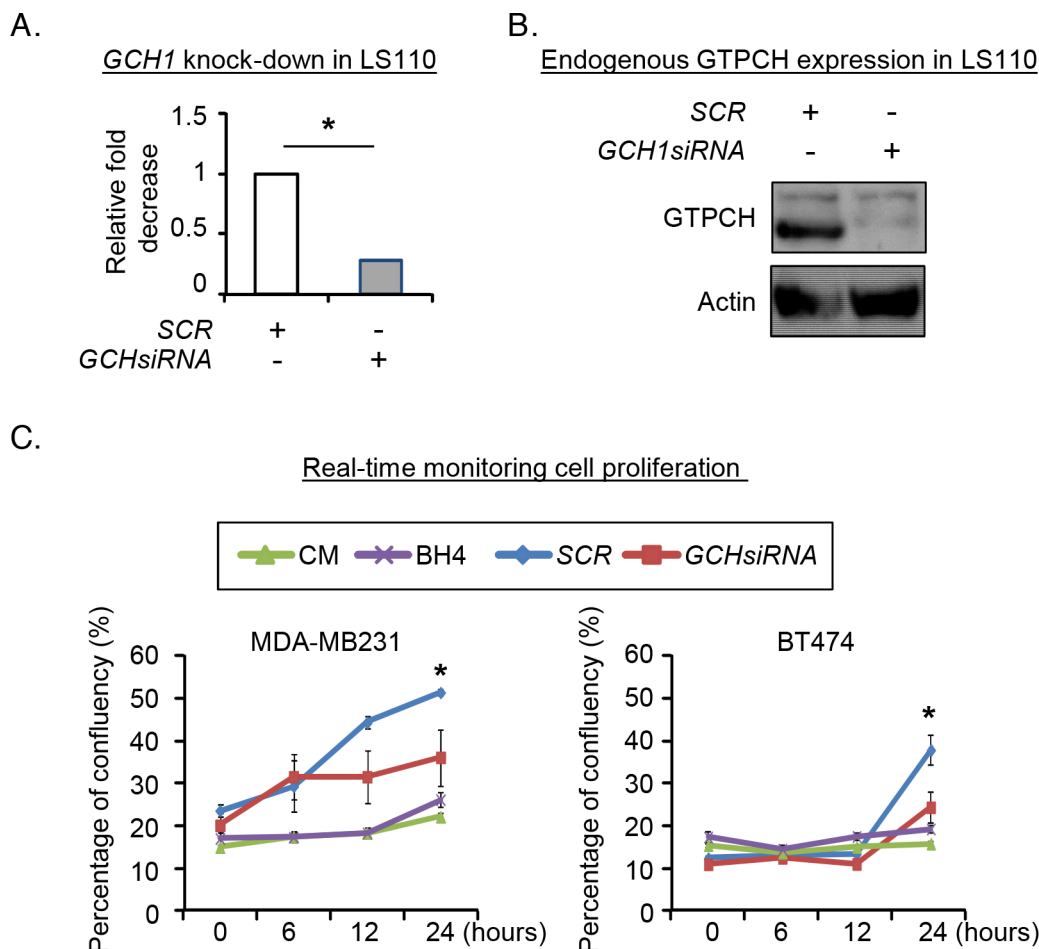 A.
GCH1 knock-down in LS110
Relative fold
decrease
1.5
1
0.5
0
*
SCR + -
GCHsiRNA - +
B.
Endogenous GTPCH expression in LS110
SCR + -
GCH1siRNA - +
GTPCH
Actin
C.
Real-time monitoring cell proliferation
CM BH4 SCR GCHsiRNA
MDA-MB231
Percentage of confluency (%)
60
50
40
30
20
10
0
*
0 6 12 24 (hours)
BT474
Percentage of confluency (%)
60
50
40
30
20
10
0
*
0 6 12 24 (hours)